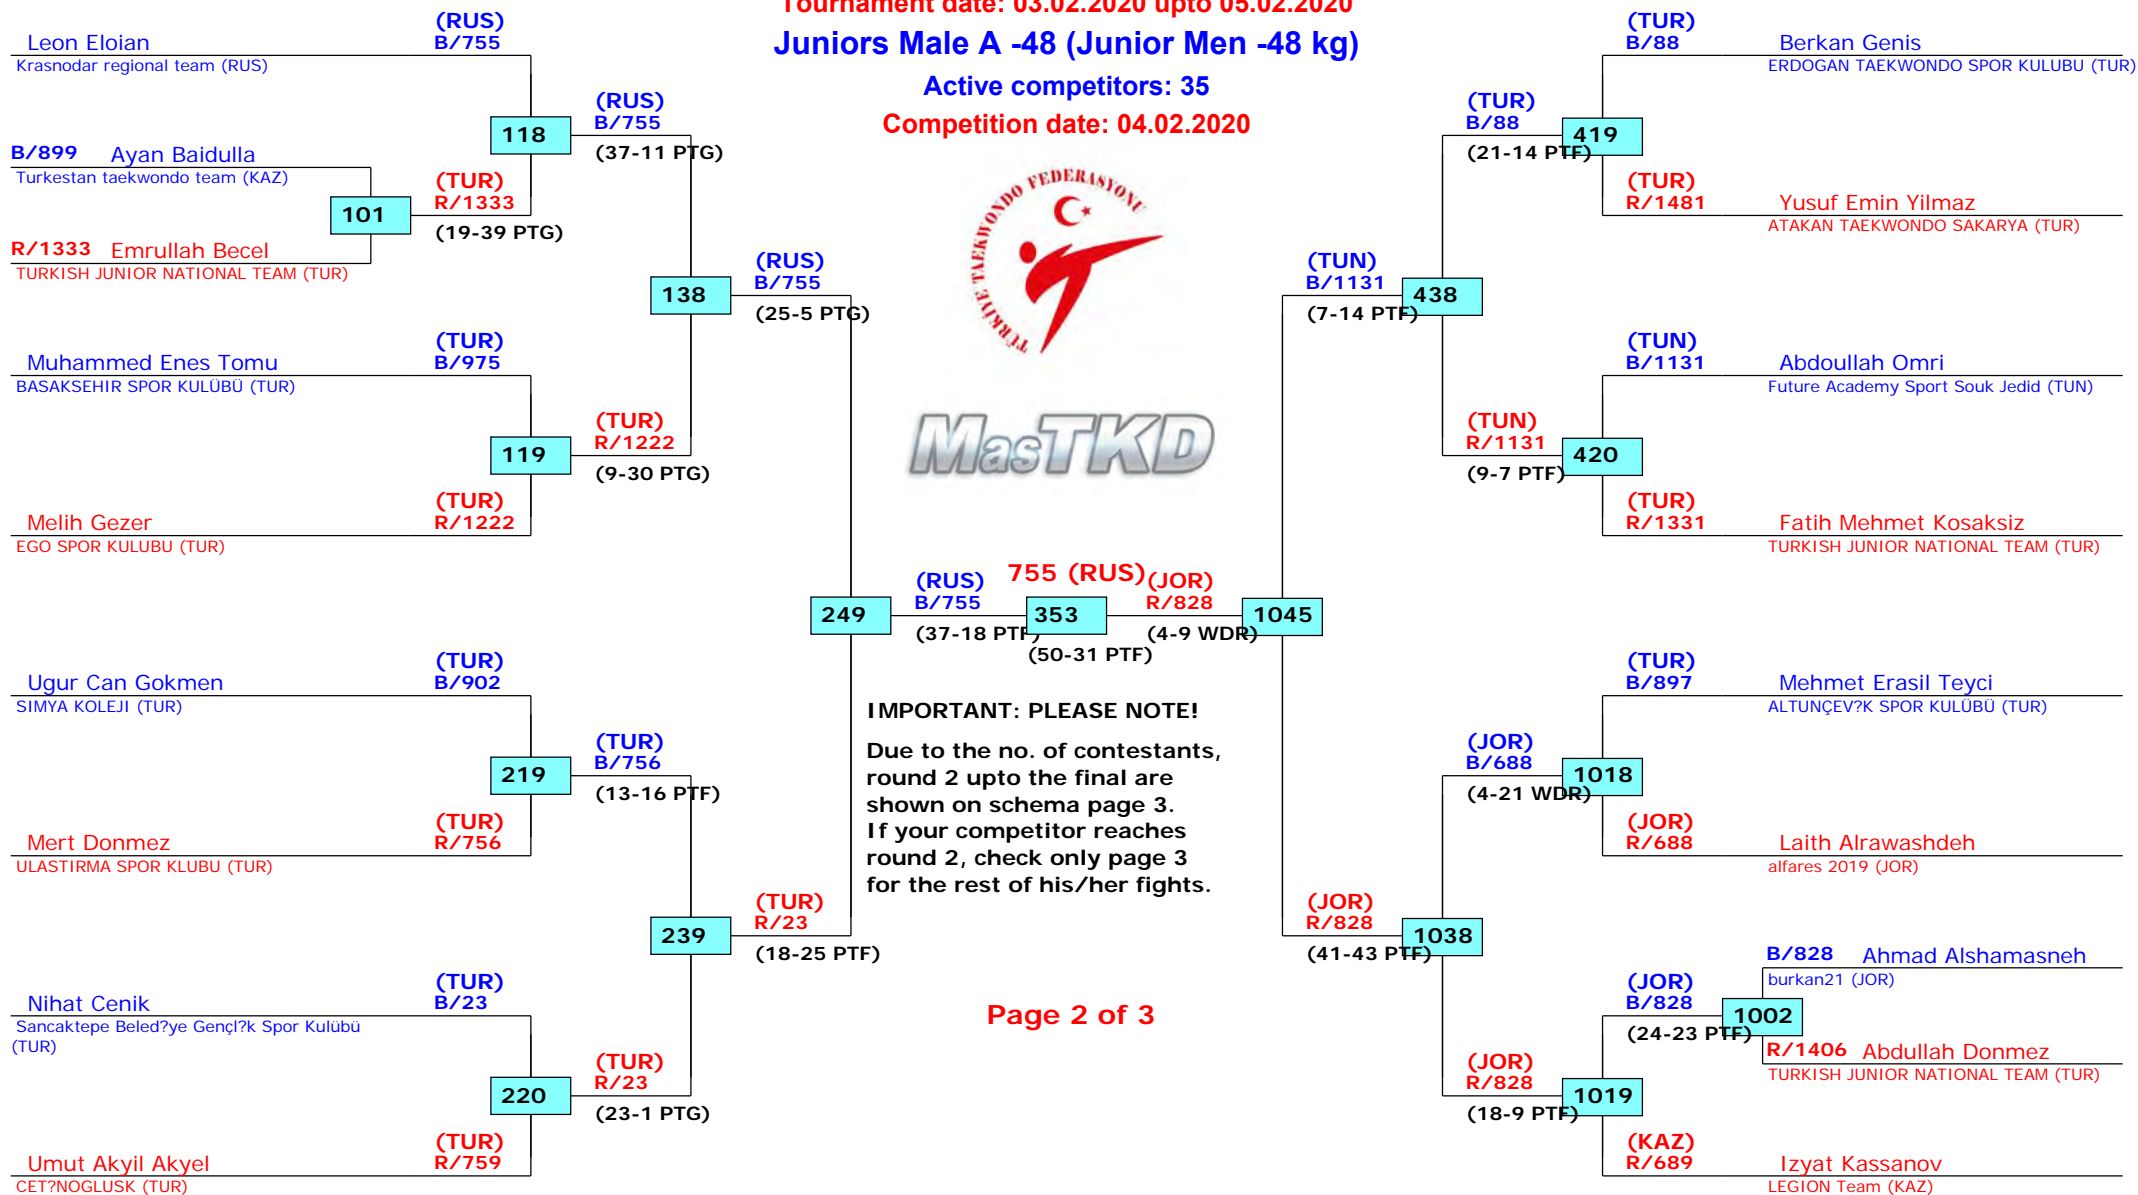 Tournament date: 03.02.2020 upto 05.02.2020
Juniors Male A -48 (Junior Men -48 kg)
Active competitors: 35
Competition date: 04.02.2020
TÜRKİYE TAEKWONDO FEDERASYONU
MasTKD
Leon Eloian
(RUS)
B/755
Krasnodar regional team (RUS)
118
(RUS)
B/755
(37-11 PTG)
B/899 Ayan Baidulla
Turkestan taekwondo team (KAZ)
101
(TUR)
R/1333
(19-39 PTG)
R/1333 Emrullah Becel
TURKISH JUNIOR NATIONAL TEAM (TUR)
138
(RUS)
B/755
(25-5 PTG)
Muhammed Enes Tomu
(TUR)
B/975
BASAKSEHIR SPOR KULÜBÜ (TUR)
119
(TUR)
R/1222
(9-30 PTG)
Melih Gezer
(TUR)
R/1222
EGO SPOR KULUBU (TUR)
249
(RUS)
B/755
(37-18 PTF)
755 (RUS)
353
(50-31 PTF)
(JOR)
R/828
(4-9 WDR)
1045
Ugur Can Gokmen
(TUR)
B/902
SIMYA KOLEJI (TUR)
219
(TUR)
B/756
(13-16 PTF)
Mert Donmez
(TUR)
R/756
ULASTIRMA SPOR KLUBU (TUR)
239
(TUR)
R/23
(18-25 PTF)
Nihat Cenik
(TUR)
B/23
Sancaktepe Beled?ye Gençl?k Spor Kulübü
(TUR)
220
(TUR)
R/23
(23-1 PTG)
Umut Akyil Akyel
(TUR)
R/759
CET?NOGLUSK (TUR)
IMPORTANT: PLEASE NOTE!
Due to the no. of contestants,
round 2 upto the final are
shown on schema page 3.
If your competitor reaches
round 2, check only page 3
for the rest of his/her fights.
Page 2 of 3
(TUR)
B/88
Berkan Genis
ERDOGAN TAEKWONDO SPOR KULUBU (TUR)
(TUR)
B/88
(21-14 PTF)
419
(TUR)
R/1481
Yusuf Emin Yilmaz
ATAKAN TAEKWONDO SAKARYA (TUR)
(TUN)
B/1131
(7-14 PTF)
438
(TUN)
B/1131
Abdoullah Omri
Future Academy Sport Souk Jedid (TUN)
(TUN)
R/1131
(9-7 PTF)
420
(TUR)
R/1331
Fatih Mehmet Kosaksiz
TURKISH JUNIOR NATIONAL TEAM (TUR)
(TUR)
B/897
Mehmet Erasil Teyci
ALTUNÇEV?K SPOR KULÜBÜ (TUR)
(JOR)
B/688
(4-21 WDR)
1018
(JOR)
R/688
Laith Alrawashdeh
alfares 2019 (JOR)
(JOR)
R/828
(41-43 PTF)
1038
B/828 Ahmad Alshamasneh
burkan21 (JOR)
(JOR)
B/828
(24-23 PTF)
1002
R/1406 Abdullah Donmez
TURKISH JUNIOR NATIONAL TEAM (TUR)
(JOR)
R/828
(18-9 PTF)
1019
(KAZ)
R/689
Izyat Kassanov
LEGION Team (KAZ)